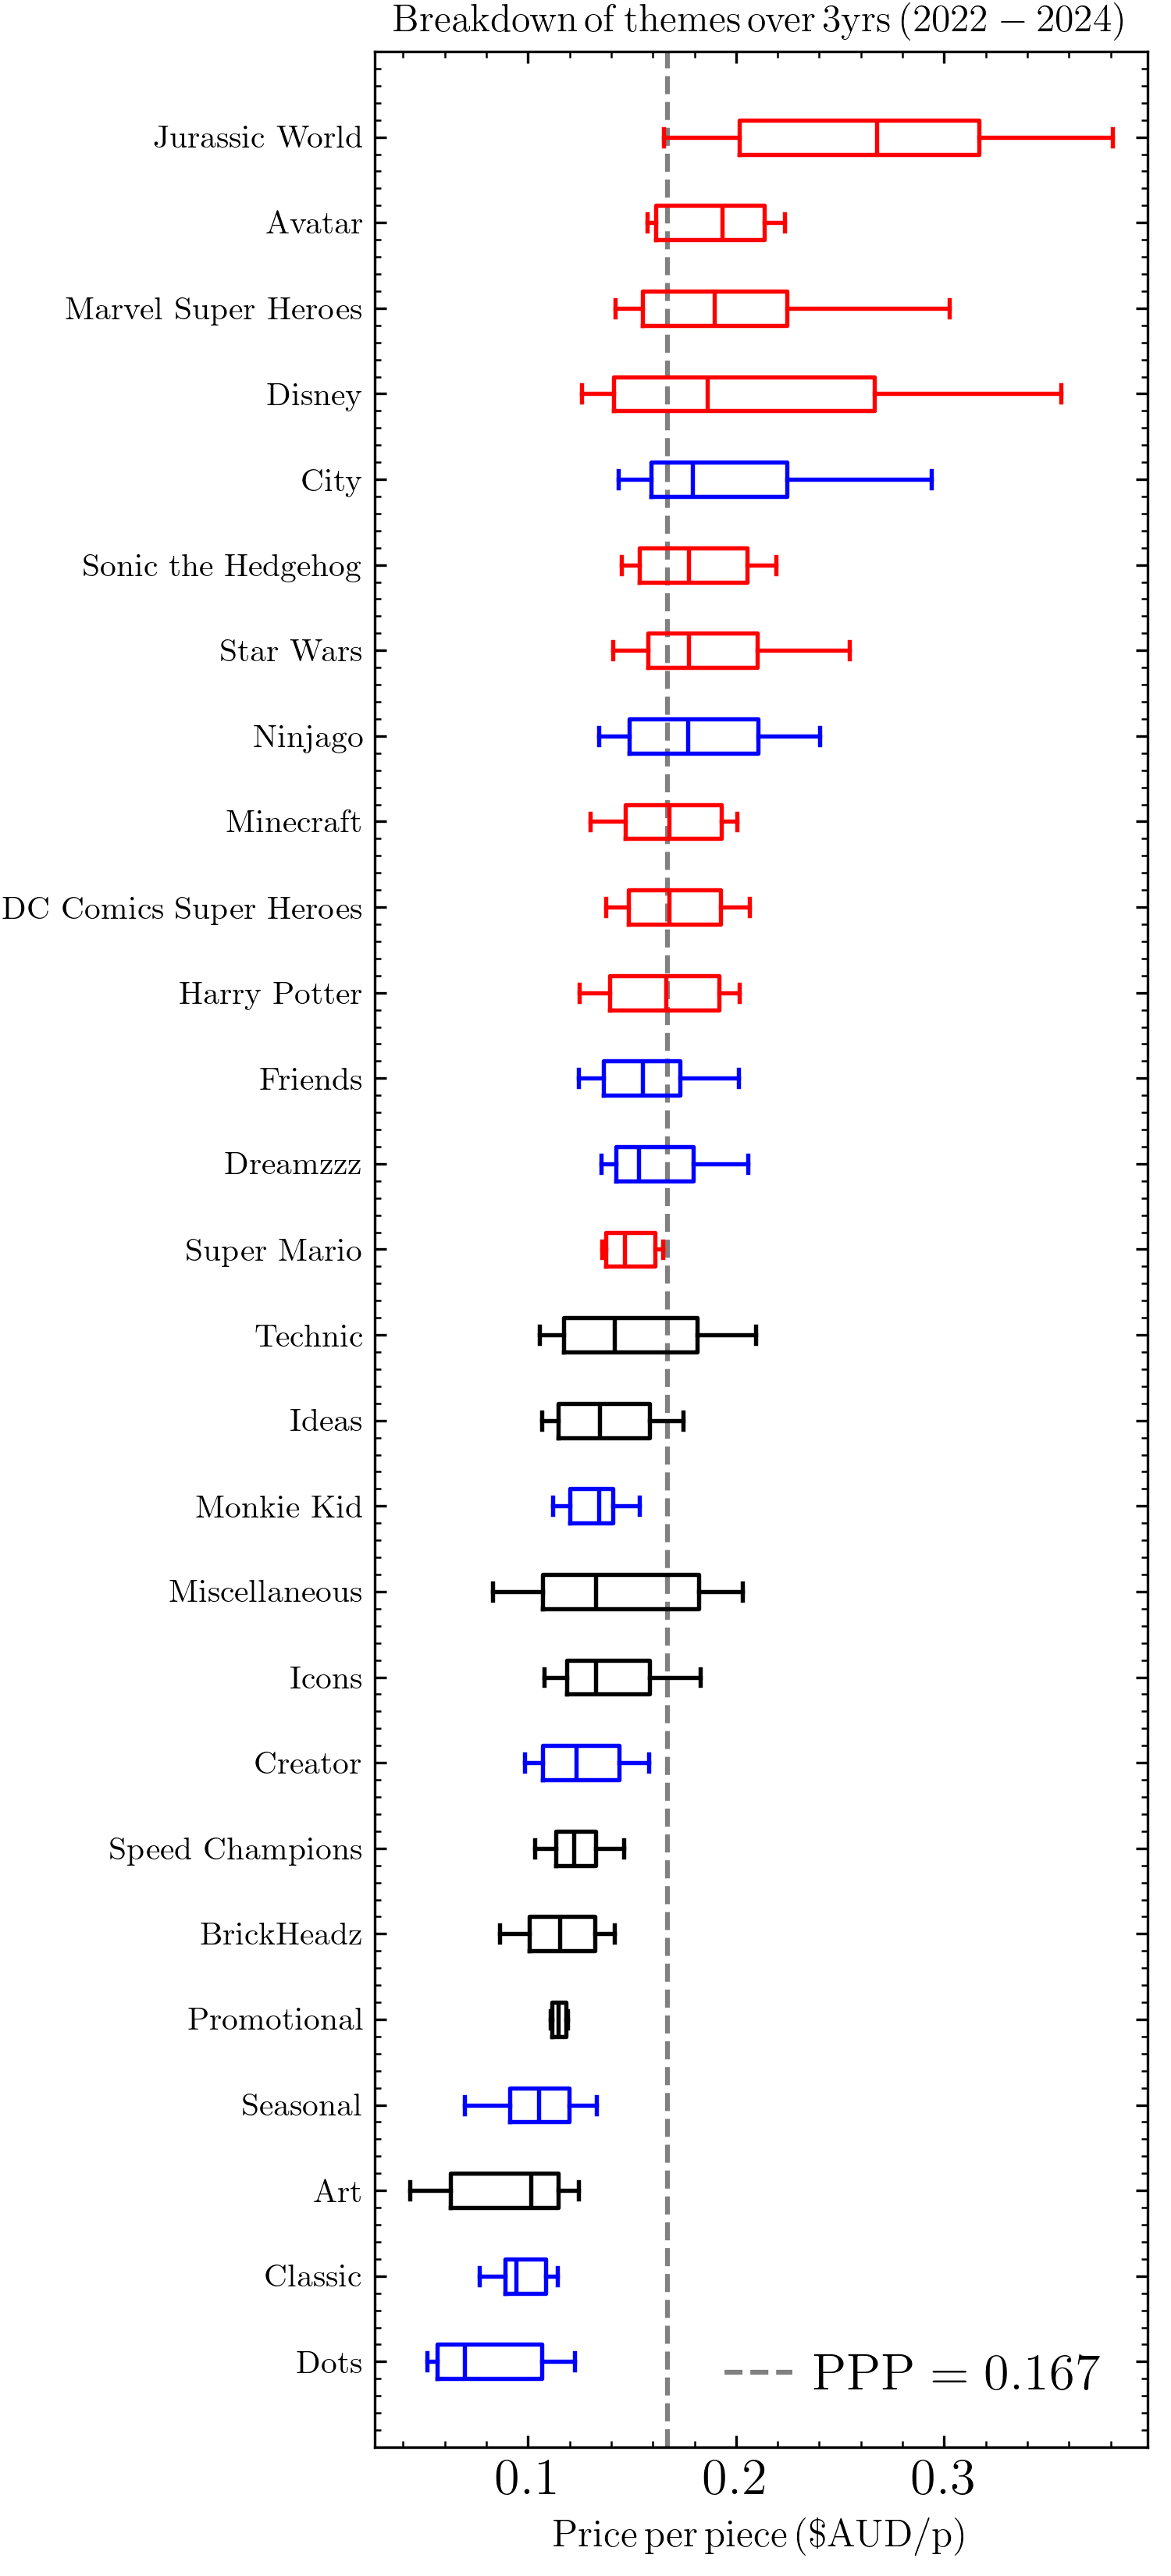 Breakdown of themes over 3yrs (2022 − 2024)
Jurassic World
Avatar
Marvel Super Heroes
Disney
City
Sonic the Hedgehog
Star Wars
Ninjago
Minecraft
DC Comics Super Heroes
Harry Potter
Friends
Dreamzzz
Super Mario
Technic
Ideas
Monkie Kid
Miscellaneous
Icons
Creator
Speed Champions
BrickHeadz
Promotional
Seasonal
Art
Classic
Dots
PPP = 0.167
0.1 0.2 0.3
Price per piece ($AUD/p)